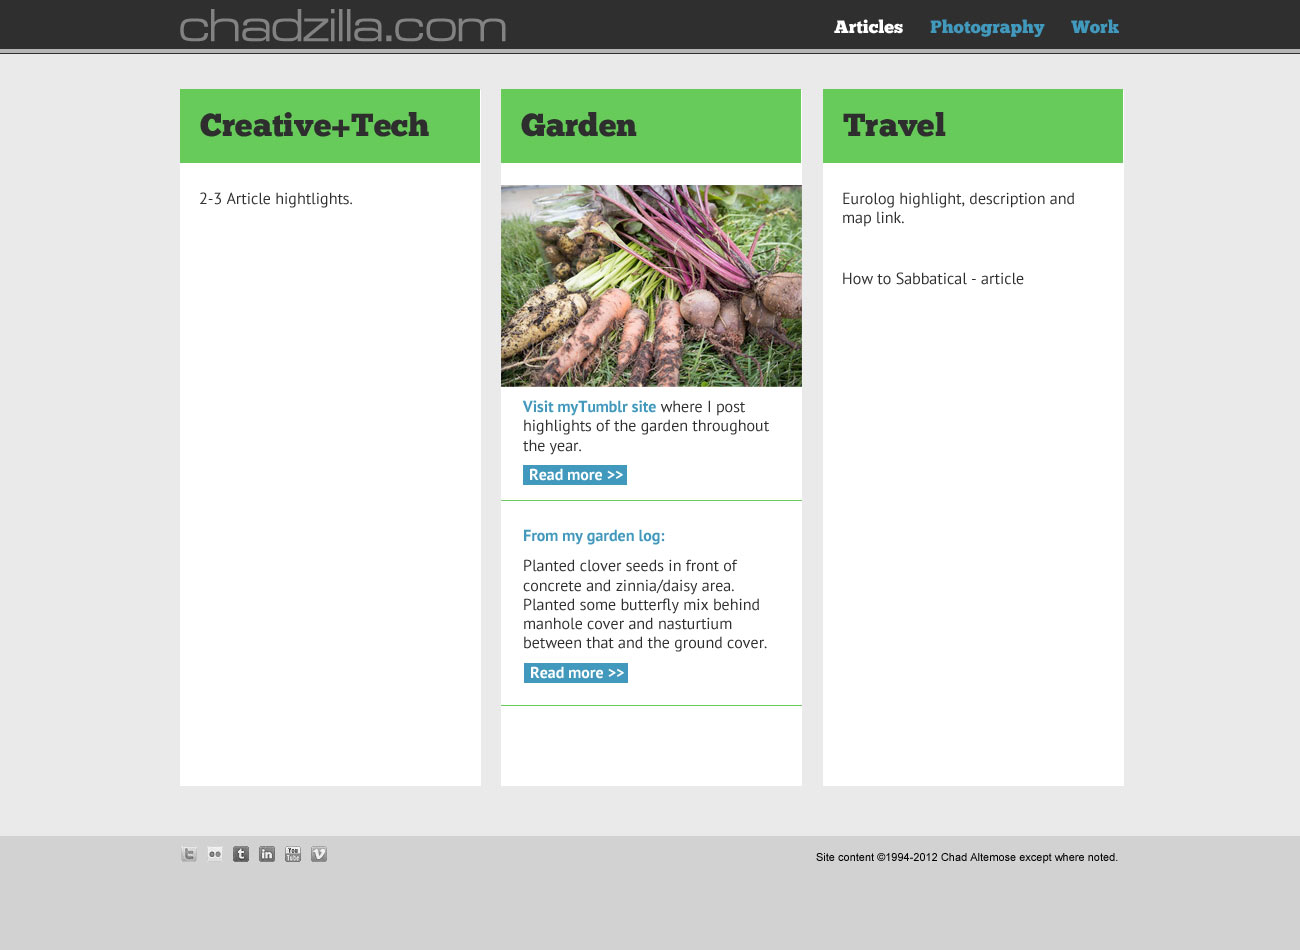 chadzilla.com
Articles Photography Work
Creative+Tech
2-3 Article hightlights.
Garden
Visit myTumblr site where I post
highlights of the garden throughout
the year.
Read more >>
From my garden log:
Planted clover seeds in front of
concrete and zinnia/daisy area.
Planted some butterfly mix behind
manhole cover and nasturtium
between that and the ground cover.
Read more >>
Travel
Eurolog highlight, description and
map link.
How to Sabbatical - article
t t in You Tube v
Site content ©1994-2012 Chad Altemose except where noted.